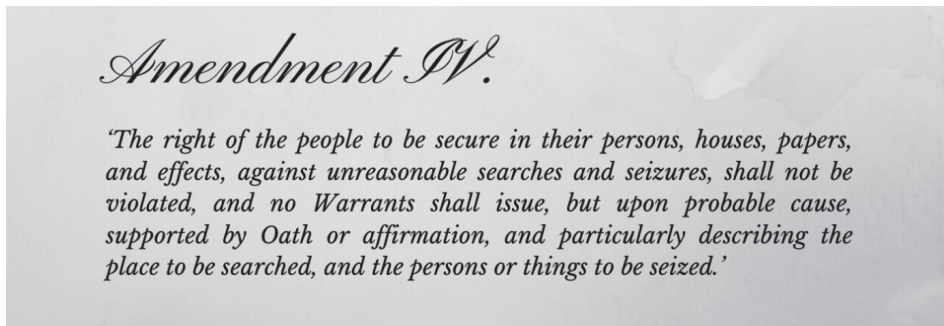 Amendment IV.
‘The right of the people to be secure in their persons, houses, papers,
and effects, against unreasonable searches and seizures, shall not be
violated, and no Warrants shall issue, but upon probable cause,
supported by Oath or affirmation, and particularly describing the
place to be searched, and the persons or things to be seized.’